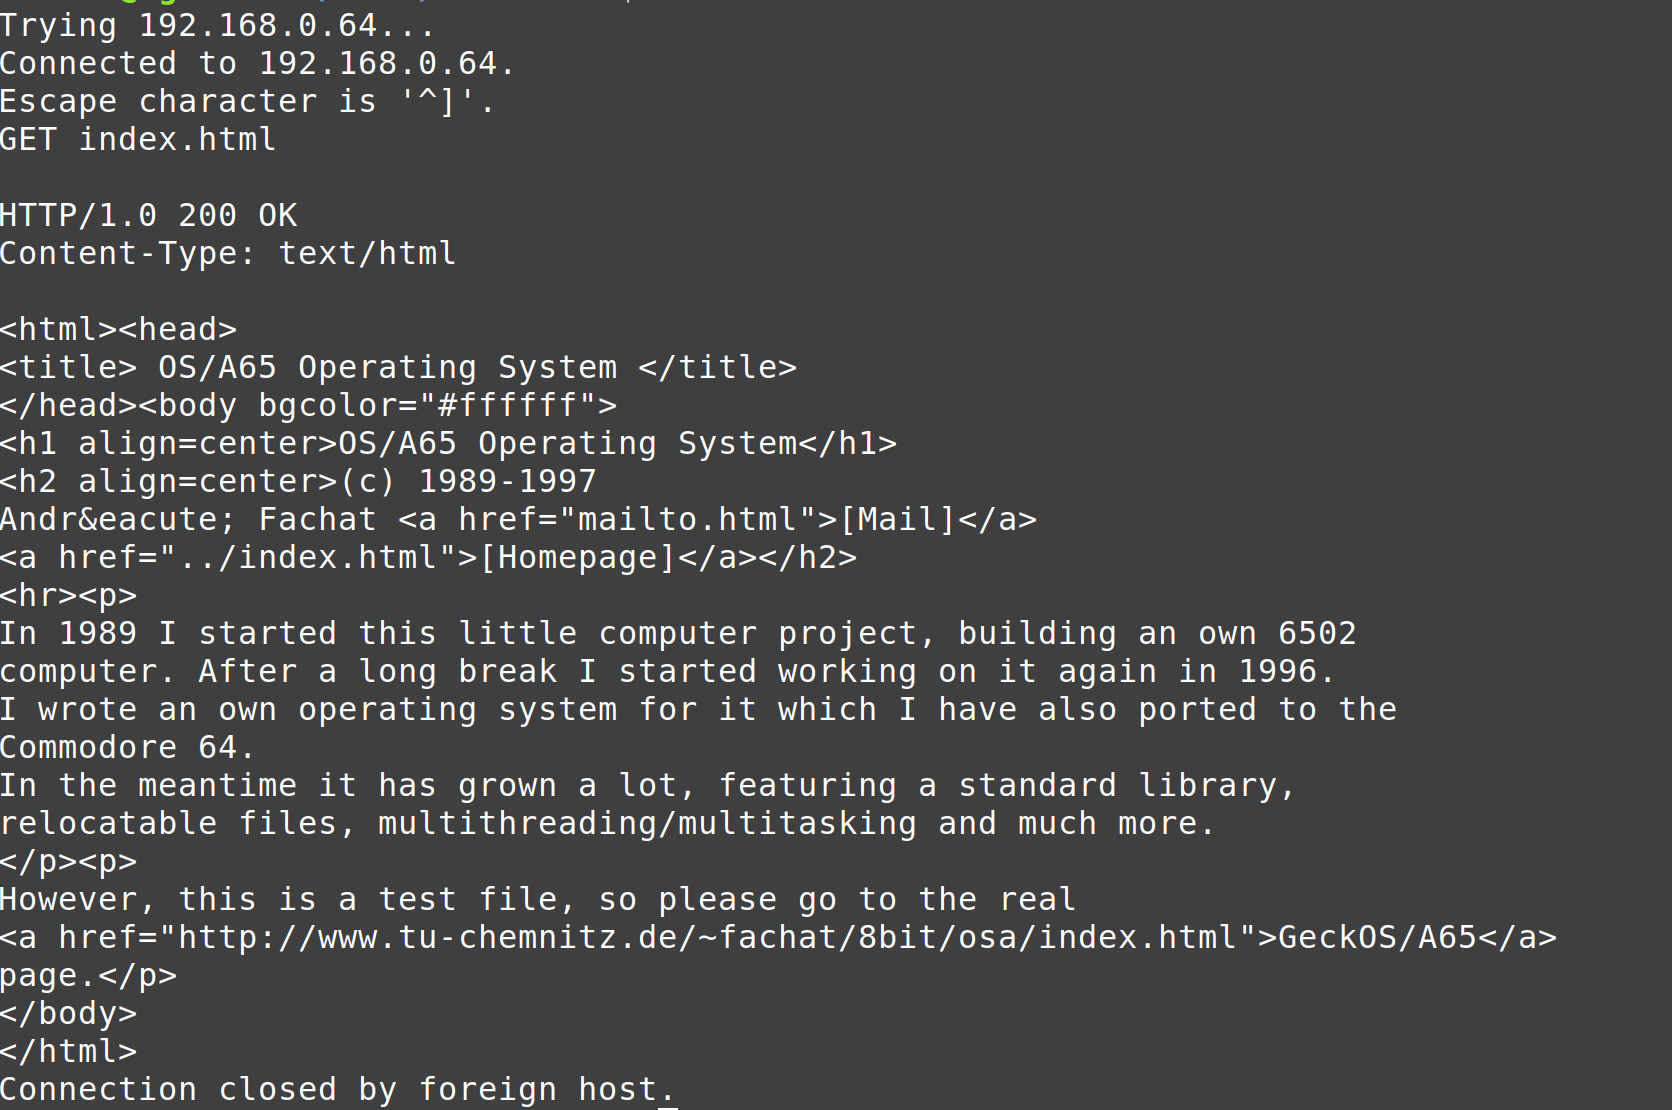 Trying 192.168.0.64...
Connected to 192.168.0.64.
Escape character is '^]'.
GET index.html

HTTP/1.0 200 OK
Content-Type: text/html

<html><head>
<title> OS/A65 Operating System </title>
</head><body bgcolor="#ffffff">
<h1 align=center>OS/A65 Operating System</h1>
<h2 align=center>(c) 1989-1997
Andr&eacute; Fachat <a href="mailto.html">[Mail]</a>
<a href="../index.html">[Homepage]</a></h2>
<hr><p>
In 1989 I started this little computer project, building an own 6502
computer. After a long break I started working on it again in 1996.
I wrote an own operating system for it which I have also ported to the
Commodore 64.
In the meantime it has grown a lot, featuring a standard library,
relocatable files, multithreading/multitasking and much more.
</p><p>
However, this is a test file, so please go to the real
<a href="http://www.tu-chemnitz.de/~fachat/8bit/osa/index.html">GeckOS/A65</a>
page.</p>
</body>
</html>
Connection closed by foreign host.